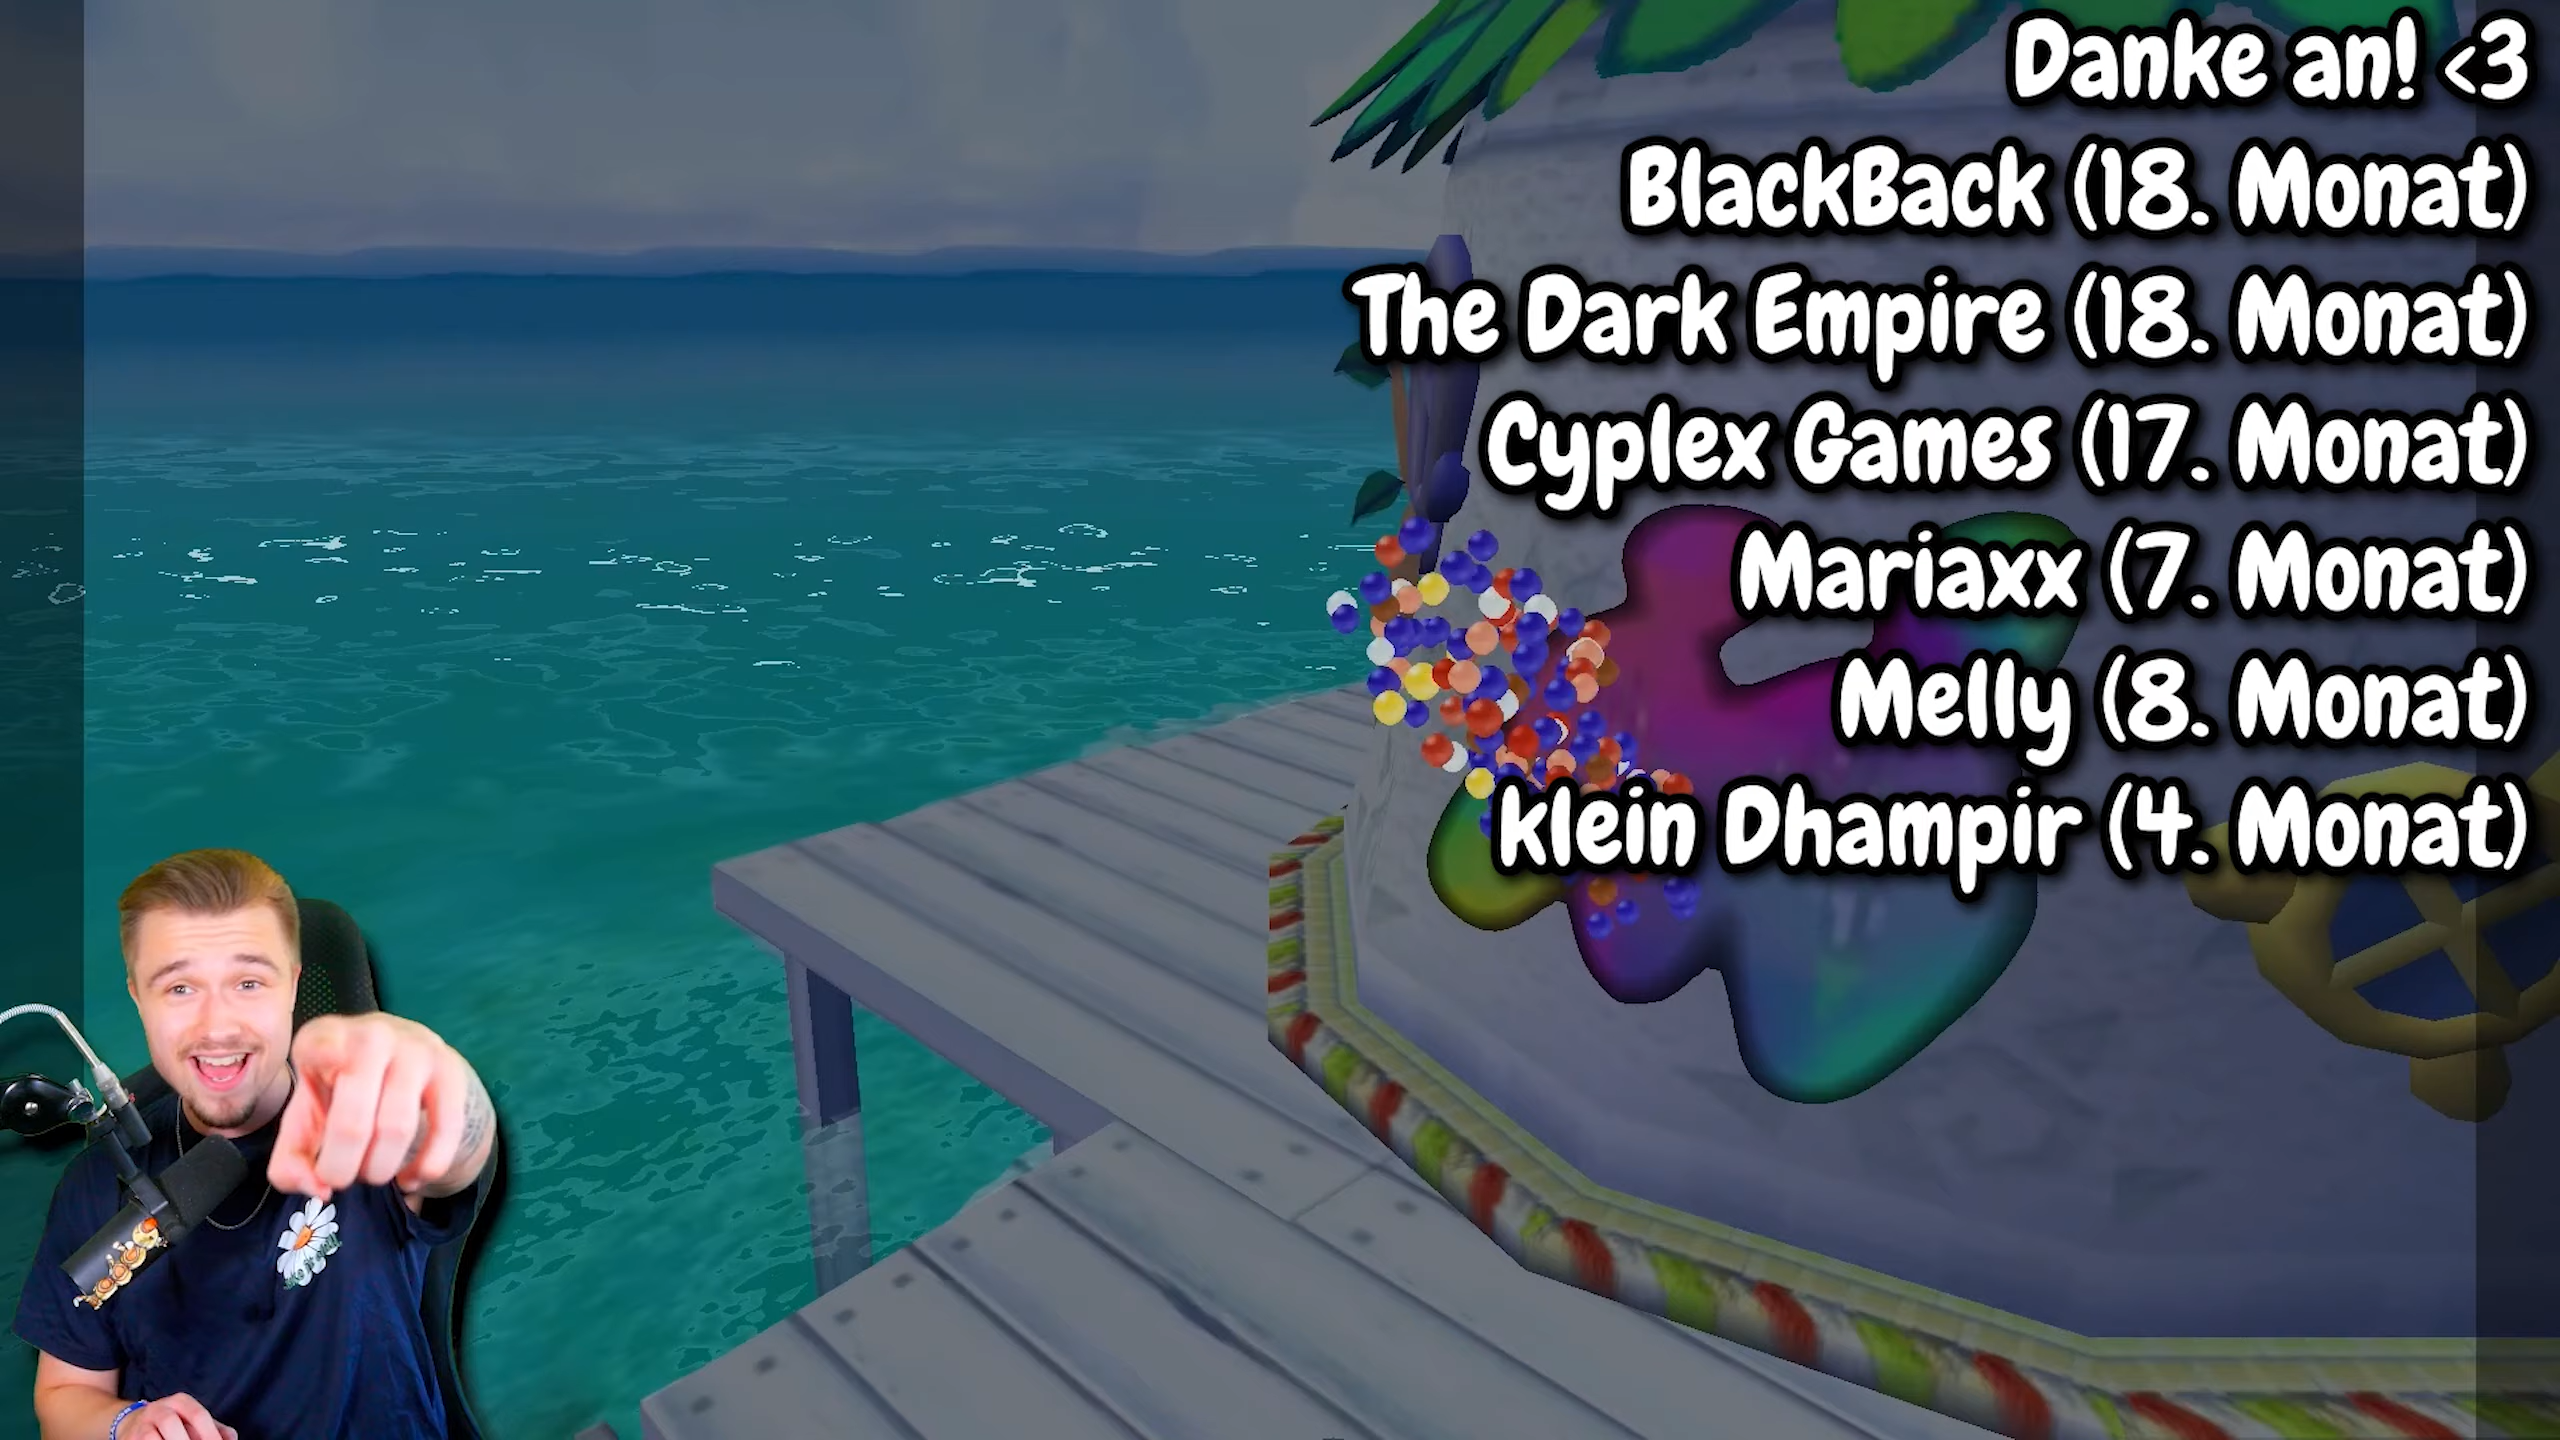 Danke an! <3
BlackBack (18. Monat)
The Dark Empire (18. Monat)
Cyplex Games (17. Monat)
Mariaxx (7. Monat)
Melly (8. Monat)
klein Dhampir (4. Monat)